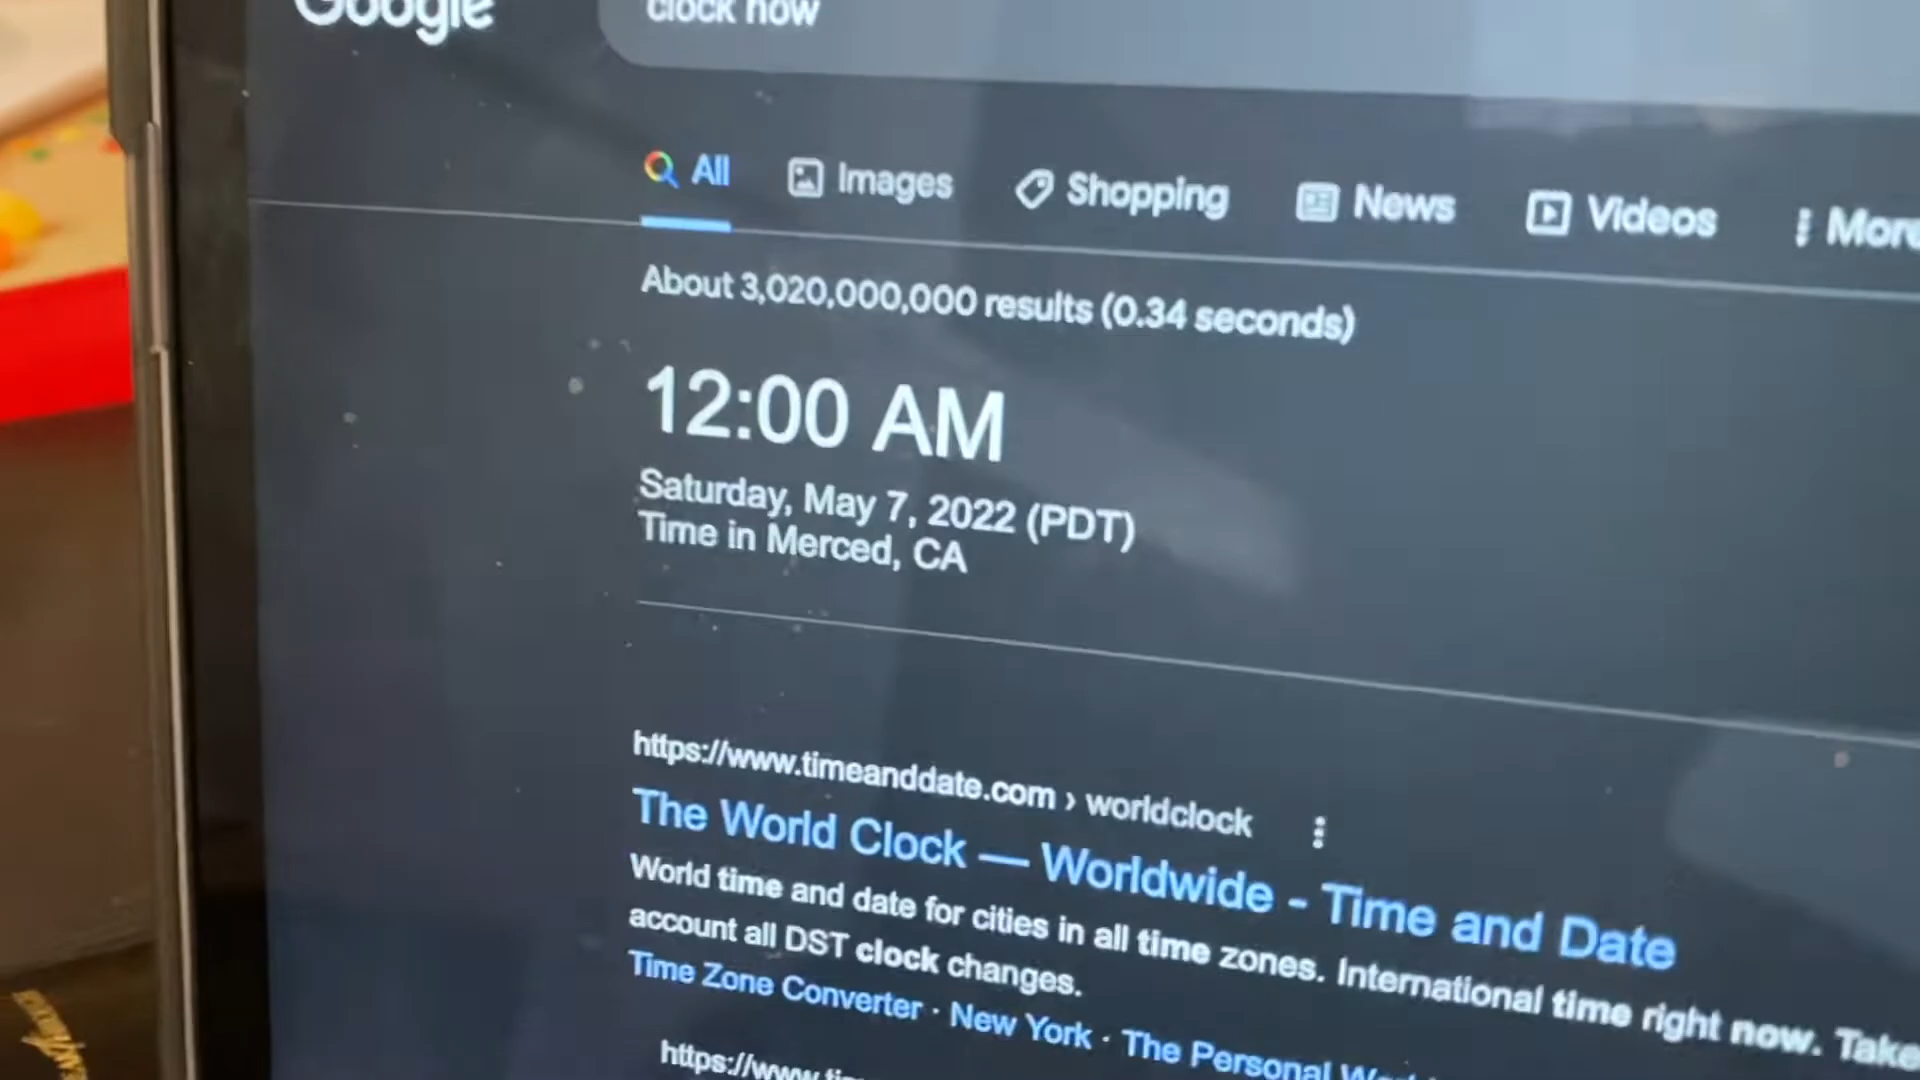 Google
clock now
All Images Shopping News Videos More
About 3,020,000,000 results (0.34 seconds)
12:00 AM
Saturday, May 7, 2022 (PDT)
Time in Merced, CA
https://www.timeanddate.com › worldclock
The World Clock — Worldwide - Time and Date
World time and date for cities in all time zones. International time right now. Take
account all DST clock changes.
Time Zone Converter · New York · The Personal
https://www